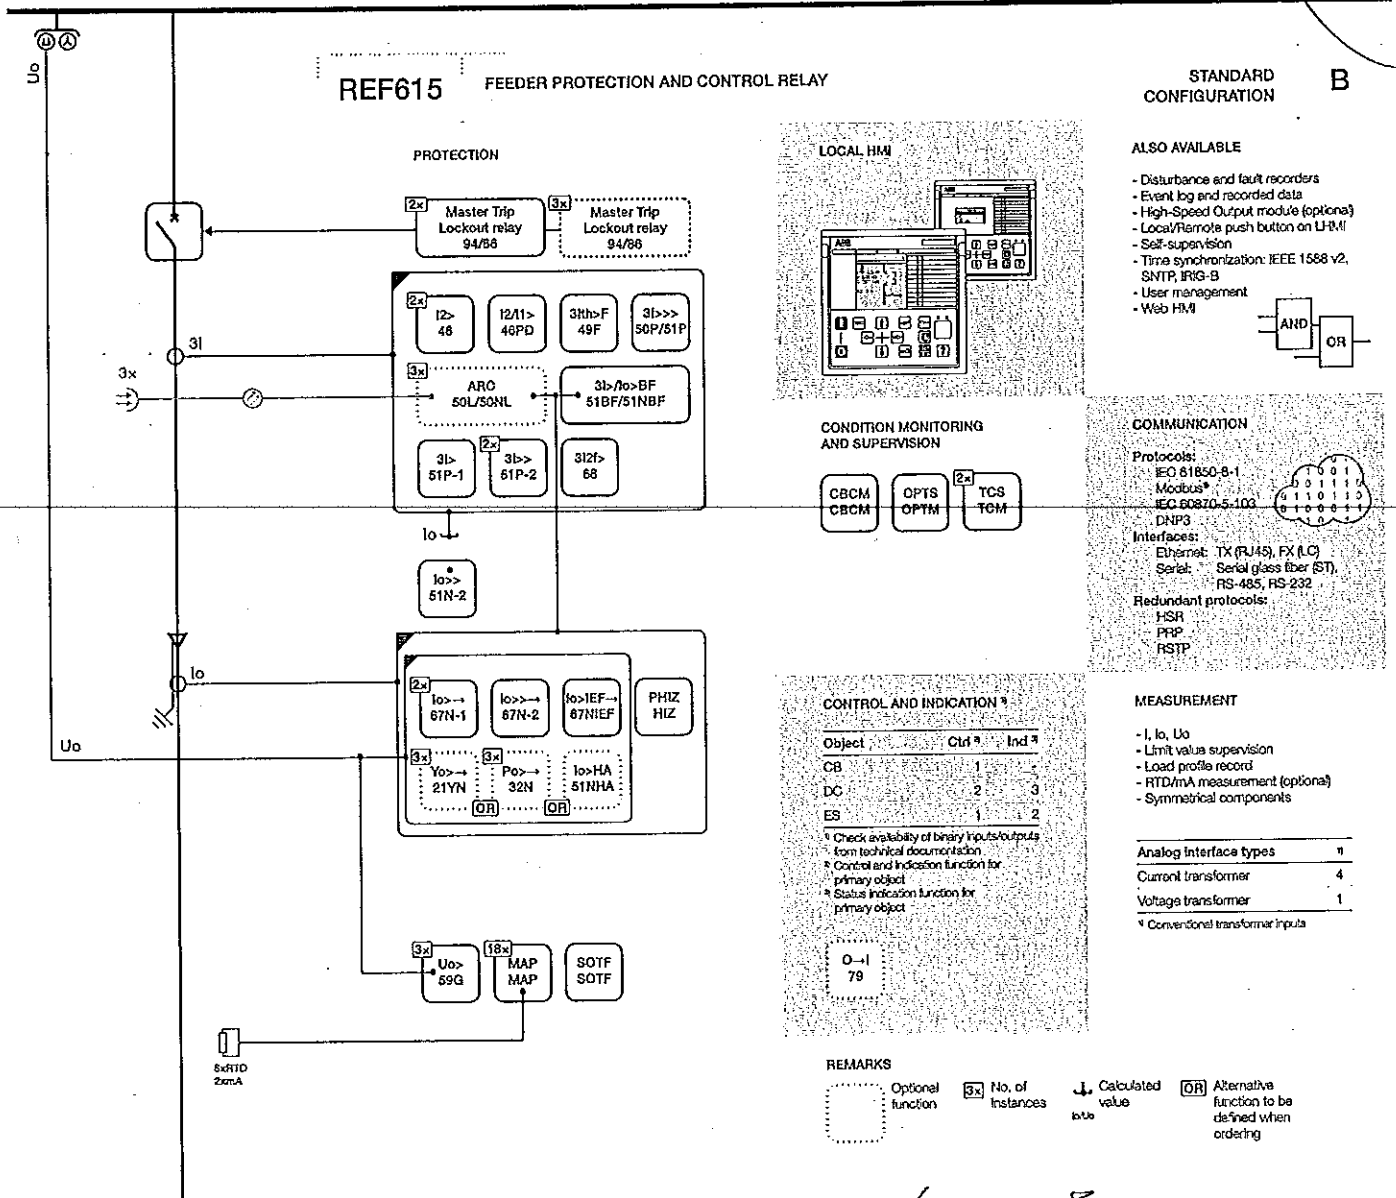 Uo
REF615
FEEDER PROTECTION AND CONTROL RELAY
STANDARD
CONFIGURATION
B
PROTECTION
2x
Master Trip
Lockout relay
94/86
3x
Master Trip
Lockout relay
94/86
2x
I2>
46
I2/I1>
46PD
3Ith>F
49F
3I>>>
50P/51P
3I
3x
3x
ARC
50L/50NL
3I>/Io>BF
51BF/51NBF
3I>
51P-1
2x
3I>>
51P-2
3I2f>
68
Io
Io>>
51N-2
Io
2x
Io>→
67N-1
Io>>→
67N-2
Io>IEF→
67NIEF
PHIZ
HIZ
Uo
3x
Yo>→
21YN
3x
Po>→
32N
Io>HA
51NHA
OR
OR
3x
Uo>
59G
18x
MAP
MAP
SOTF
SOTF
6xRTD
2xmA
LOCAL HMI
ABB
ABB
CONDITION MONITORING
AND SUPERVISION
CBCM
CBCM
OPTS
OPTM
2x
TCS
TCM
CONTROL AND INDICATION ¹⁾
Object Ctrl ²⁾ Ind ³⁾
CB 1 -
DC 2 3
ES 1 2
¹⁾ Check availability of binary inputs/outputs
from technical documentation
²⁾ Control and indication function for
primary object
³⁾ Status indication function for
primary object
O→I
79
ALSO AVAILABLE
- Disturbance and fault recorders
- Event log and recorded data
- High-Speed Output module (optional)
- Local/Remote push button on LHMI
- Self-supervision
- Time synchronization: IEEE 1588 v2,
SNTP, IRIG-B
- User management
- Web HMI
AND
OR
COMMUNICATION
Protocols:
IEC 61850-8-1
Modbus®
IEC 60870-5-103
DNP3
Interfaces:
Ethernet: TX (RJ45), FX (LC)
Serial: Serial glass fiber (ST),
RS-485, RS-232
Redundant protocols:
HSR
PRP
RSTP
MEASUREMENT
- I, Io, Uo
- Limit value supervision
- Load profile record
- RTD/mA measurement (optional)
- Symmetrical components
Analog interface types ¹⁾
Current transformer 4
Voltage transformer 1
¹⁾ Conventional transformer inputs
REMARKS
Optional
function
3x
No. of
instances
Io/Uo
Calculated
value
OR
Alternative
function to be
defined when
ordering